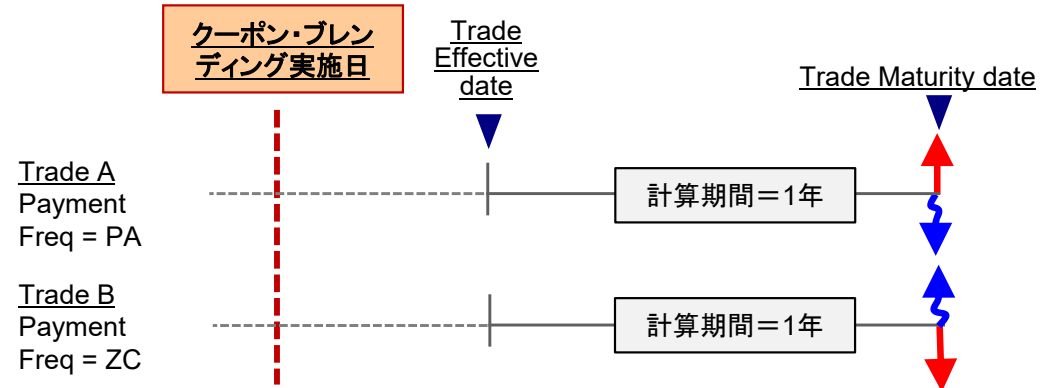 クーポン・ブレン
ディング実施日
Trade
Effective
date
Trade Maturity date
Trade A
Payment
Freq = PA
計算期間＝1年
Trade B
Payment
Freq = ZC
計算期間＝1年